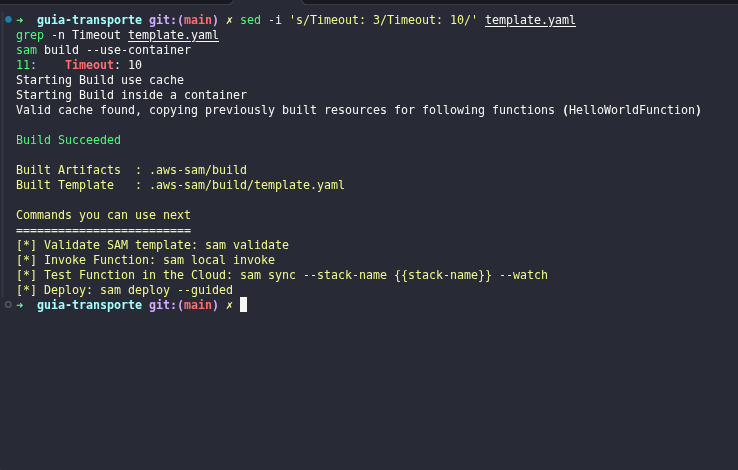 ➜  guia-transporte git:(main) ✗ sed -i 's/Timeout: 3/Timeout: 10/' template.yaml
grep -n Timeout template.yaml
sam build --use-container
11:    Timeout: 10
Starting Build use cache
Starting Build inside a container
Valid cache found, copying previously built resources for following functions (HelloWorldFunction)

Build Succeeded

Built Artifacts  : .aws-sam/build
Built Template   : .aws-sam/build/template.yaml

Commands you can use next
=========================
[*] Validate SAM template: sam validate
[*] Invoke Function: sam local invoke
[*] Test Function in the Cloud: sam sync --stack-name {{stack-name}} --watch
[*] Deploy: sam deploy --guided
➜  guia-transporte git:(main) ✗